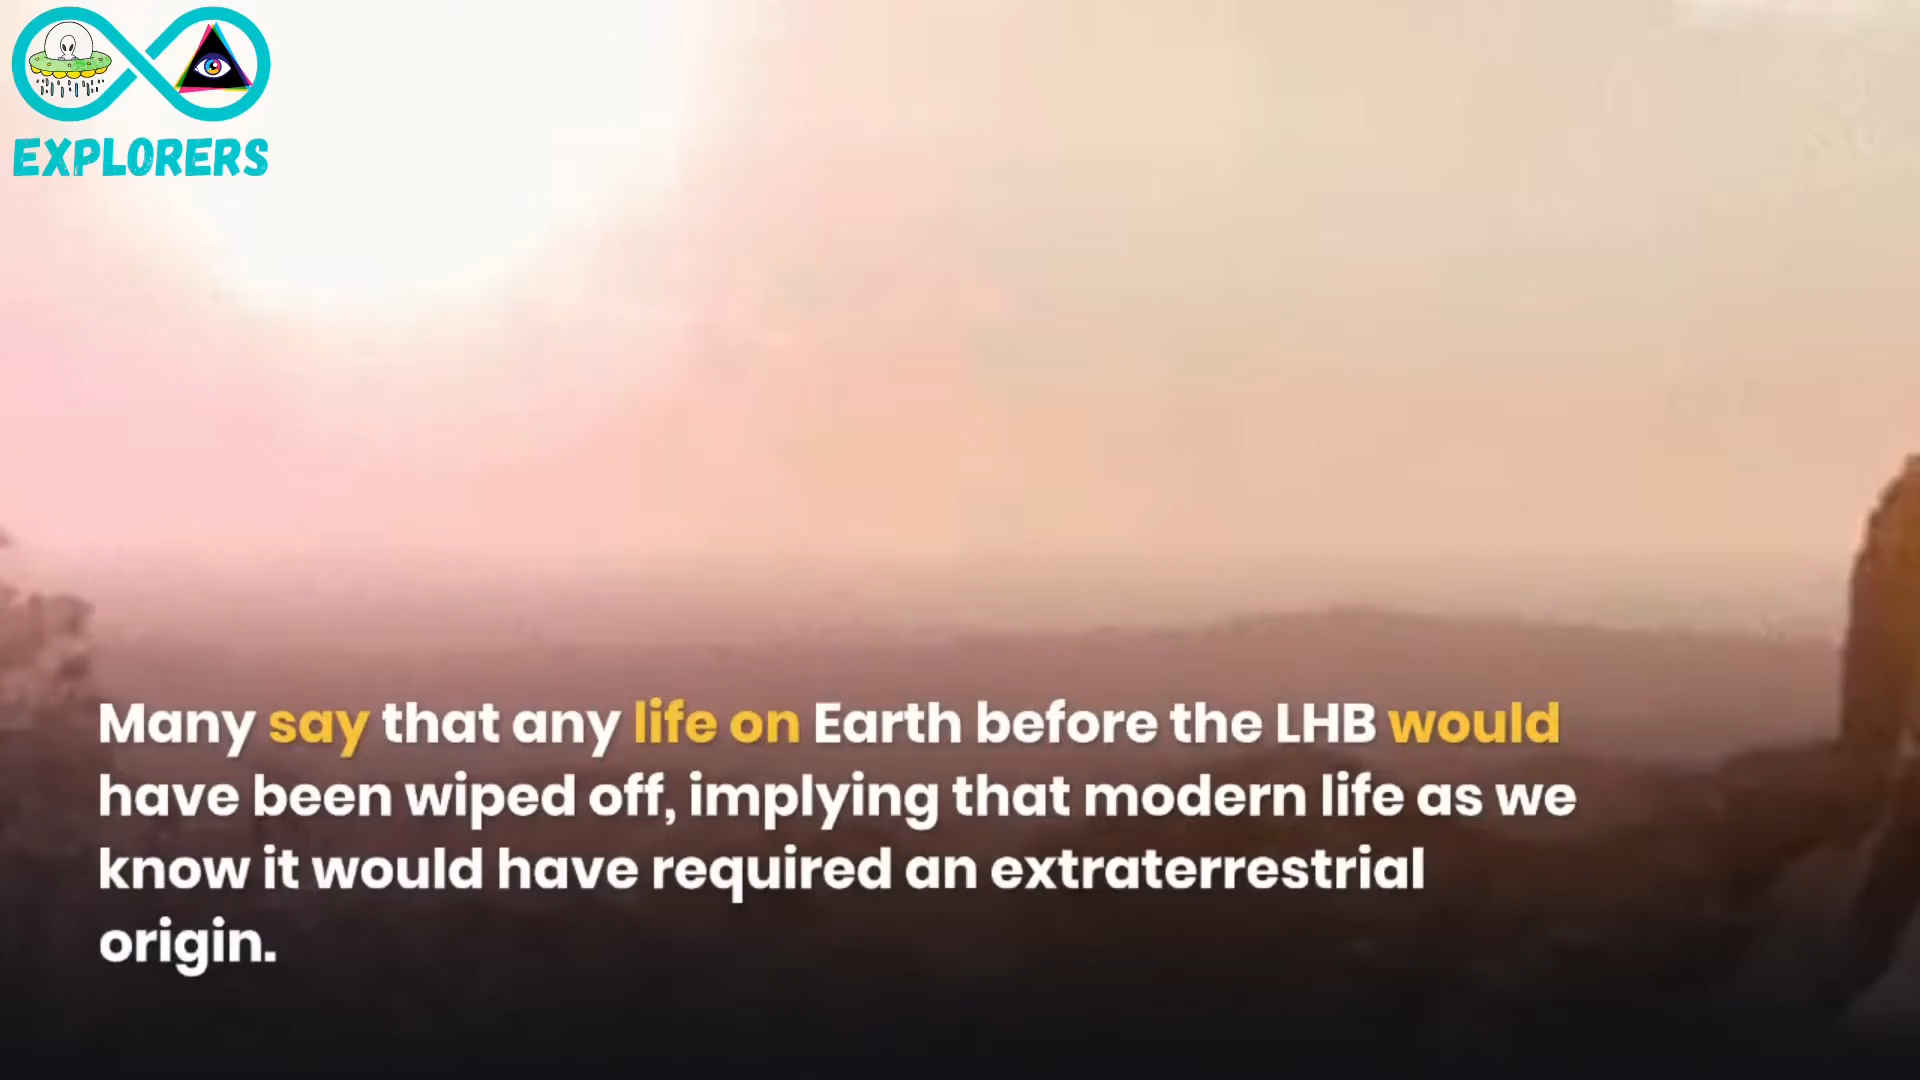 EXPLORERS
Many say that any life on Earth before the LHB would
have been wiped off, implying that modern life as we
know it would have required an extraterrestrial
origin.